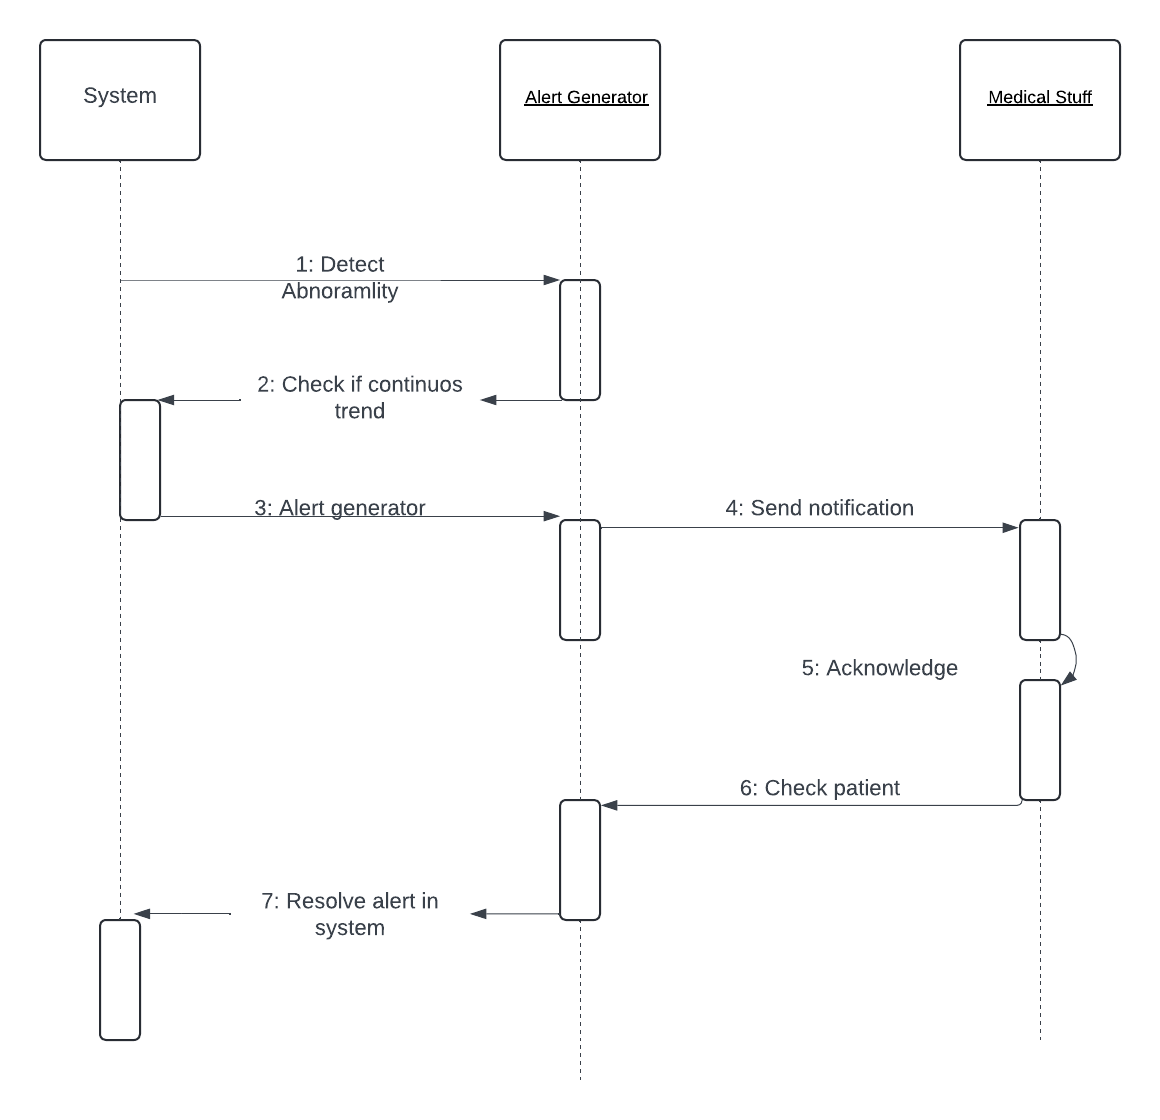 System
Alert Generator
Medical Stuff
1: Detect
Abnoramlity
2: Check if continuos
trend
3: Alert generator
4: Send notification
5: Acknowledge
6: Check patient
7: Resolve alert in
system